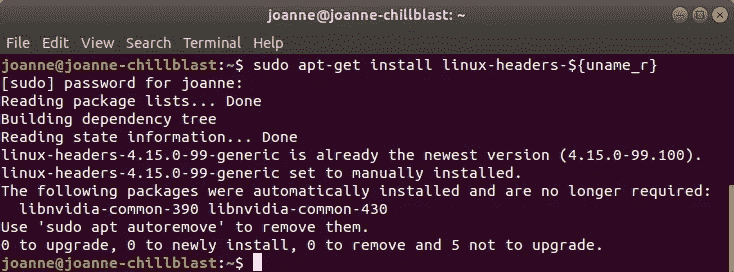 joanne@joanne-chillblast: ~
File Edit View Search Terminal Help
joanne@joanne-chillblast:~$ sudo apt-get install linux-headers-${uname_r}
[sudo] password for joanne:
Reading package lists... Done
Building dependency tree
Reading state information... Done
linux-headers-4.15.0-99-generic is already the newest version (4.15.0-99.100).
linux-headers-4.15.0-99-generic set to manually installed.
The following packages were automatically installed and are no longer required:
  libnvidia-common-390 libnvidia-common-430
Use 'sudo apt autoremove' to remove them.
0 to upgrade, 0 to newly install, 0 to remove and 5 not to upgrade.
joanne@joanne-chillblast:~$